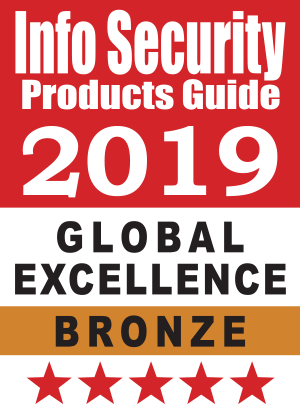 Info Security
Products Guide
2019
GLOBAL
EXCELLENCE
BRONZE